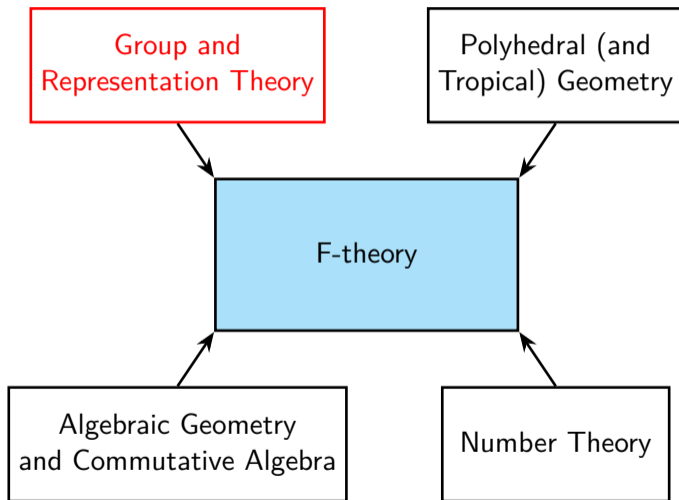 Group and
Representation Theory
Polyhedral (and
Tropical) Geometry
F-theory
Algebraic Geometry
and Commutative Algebra
Number Theory